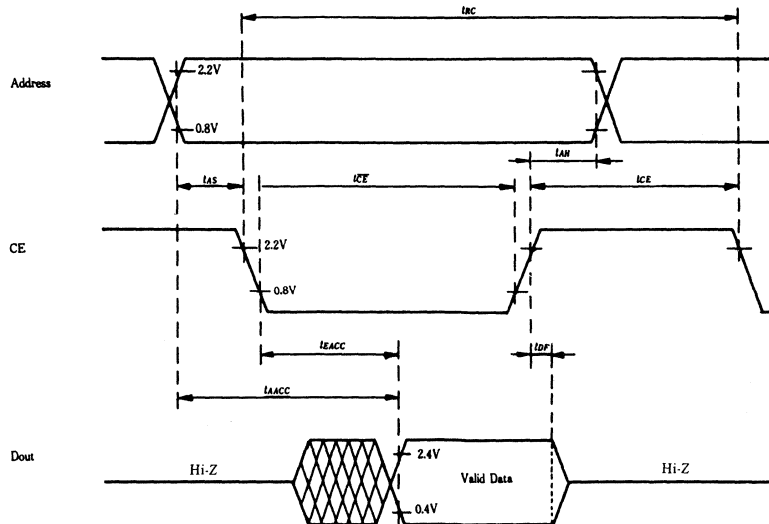 tRC
Address
2.2V
0.8V
tAH
tAS
tCE
tCE
CE
2.2V
0.8V
tEACC
tDF
tAACC
Dout
Hi-Z
2.4V
Valid Data
0.4V
Hi-Z